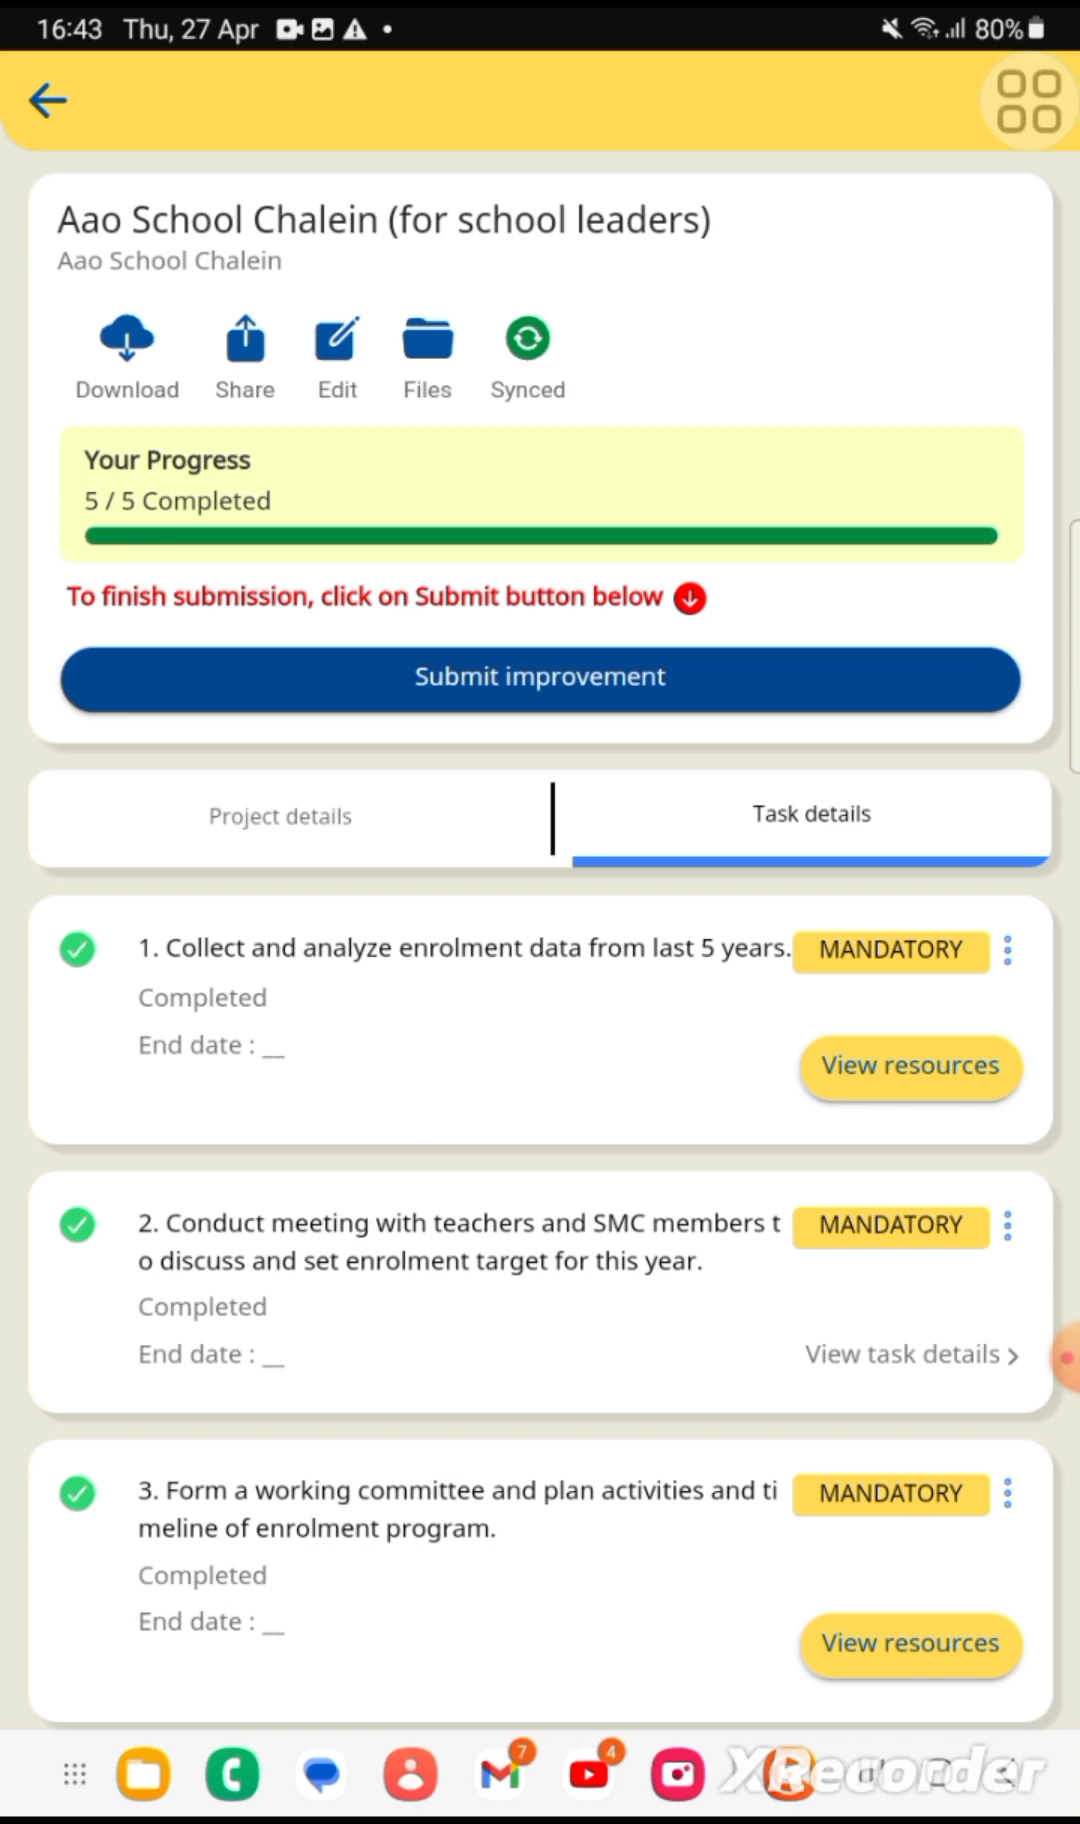 16:43 Thu, 27 Apr
80%
Aao School Chalein (for school leaders)
Aao School Chalein
Download Share Edit Files Synced
Your Progress
5 / 5 Completed
To finish submission, click on Submit button below
Submit improvement
Project details Task details
1. Collect and analyze enrolment data from last 5 years. MANDATORY
Completed
End date : __
View resources
2. Conduct meeting with teachers and SMC members t MANDATORY
o discuss and set enrolment target for this year.
Completed
End date : __ View task details >
3. Form a working committee and plan activities and ti MANDATORY
meline of enrolment program.
Completed
End date : __
View resources
7
4
XRecorder